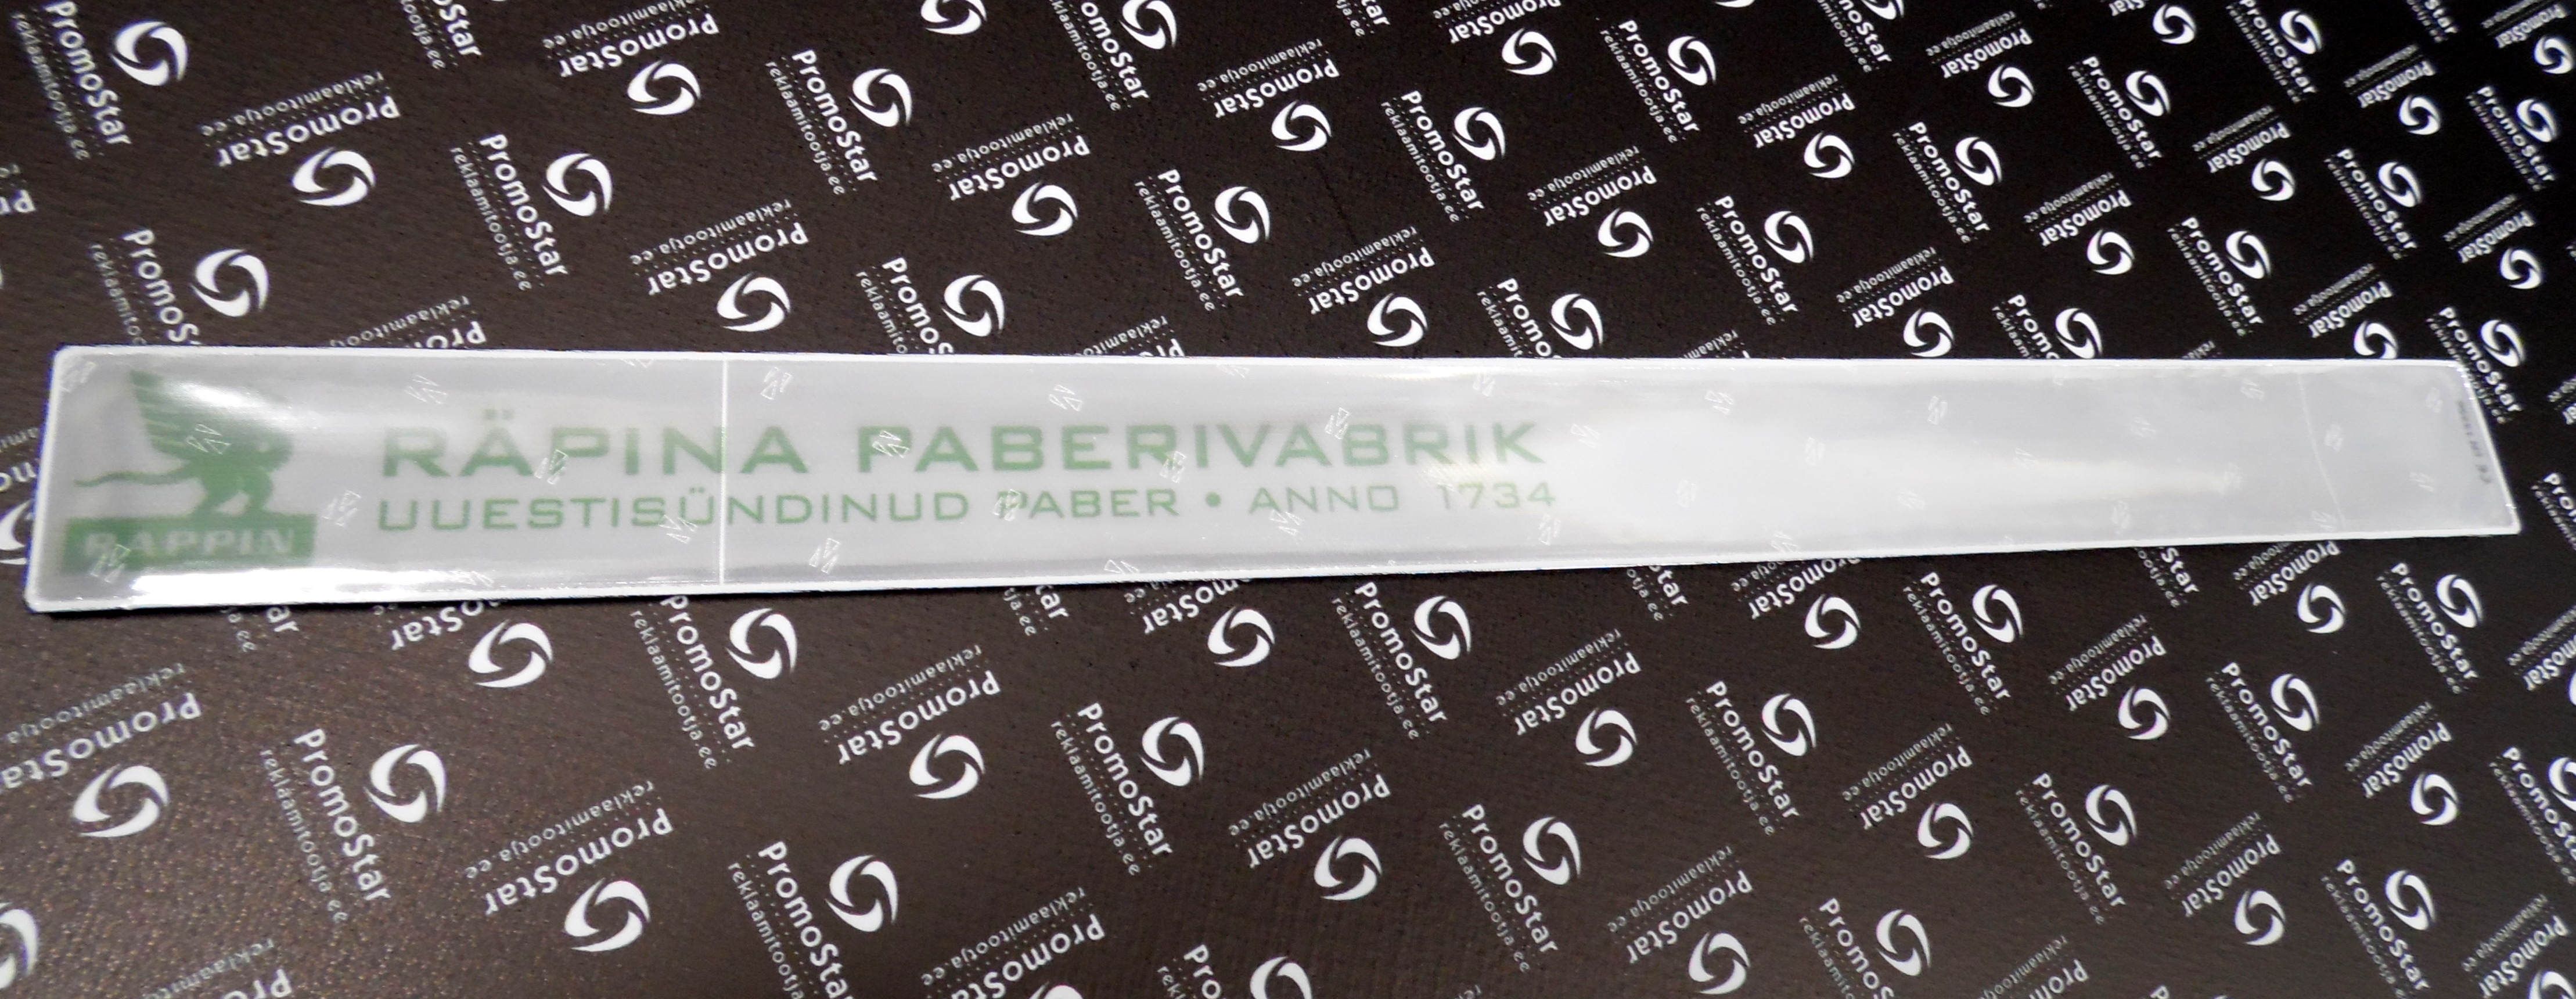 RÄPINA PABERIVABRIK
UUESTISÜNDINUD PABER • ANNO 1734
RAPPIN
PromoStar
reklaamitootja.ee